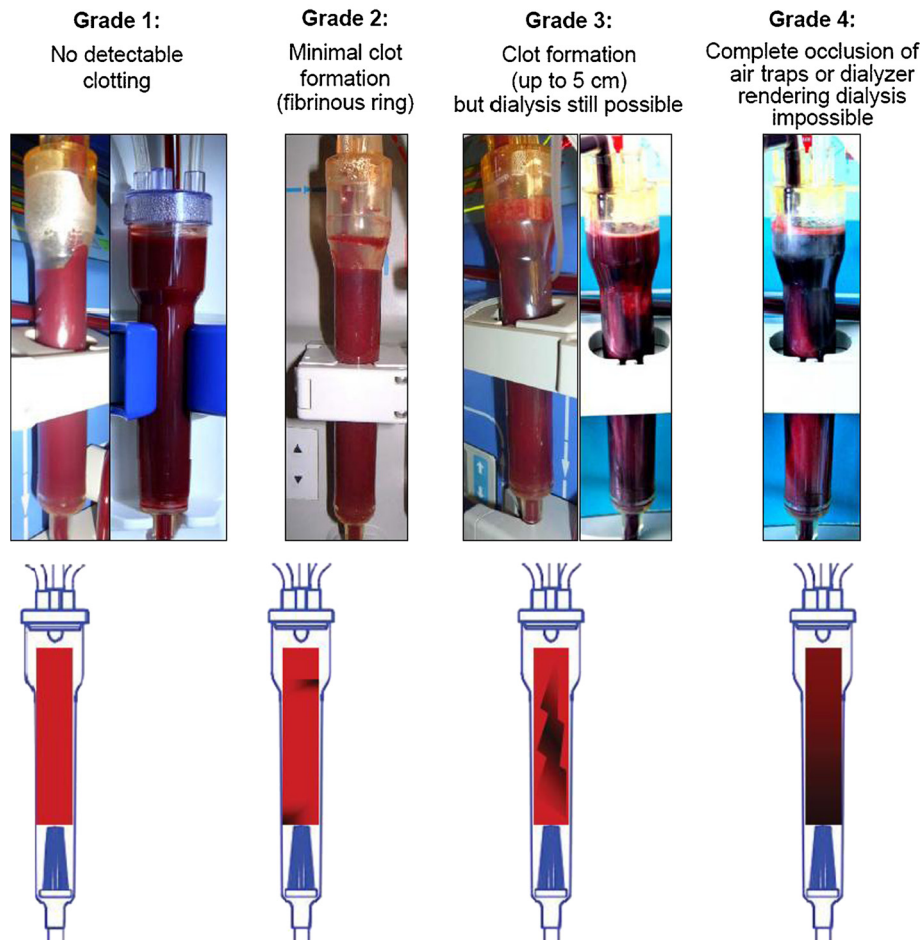 Grade 1:
No detectable
clotting
Grade 2:
Minimal clot
formation
(fibrinous ring)
Grade 3:
Clot formation
(up to 5 cm)
but dialysis still possible
Grade 4:
Complete occlusion of
air traps or dialyzer
rendering dialysis
impossible